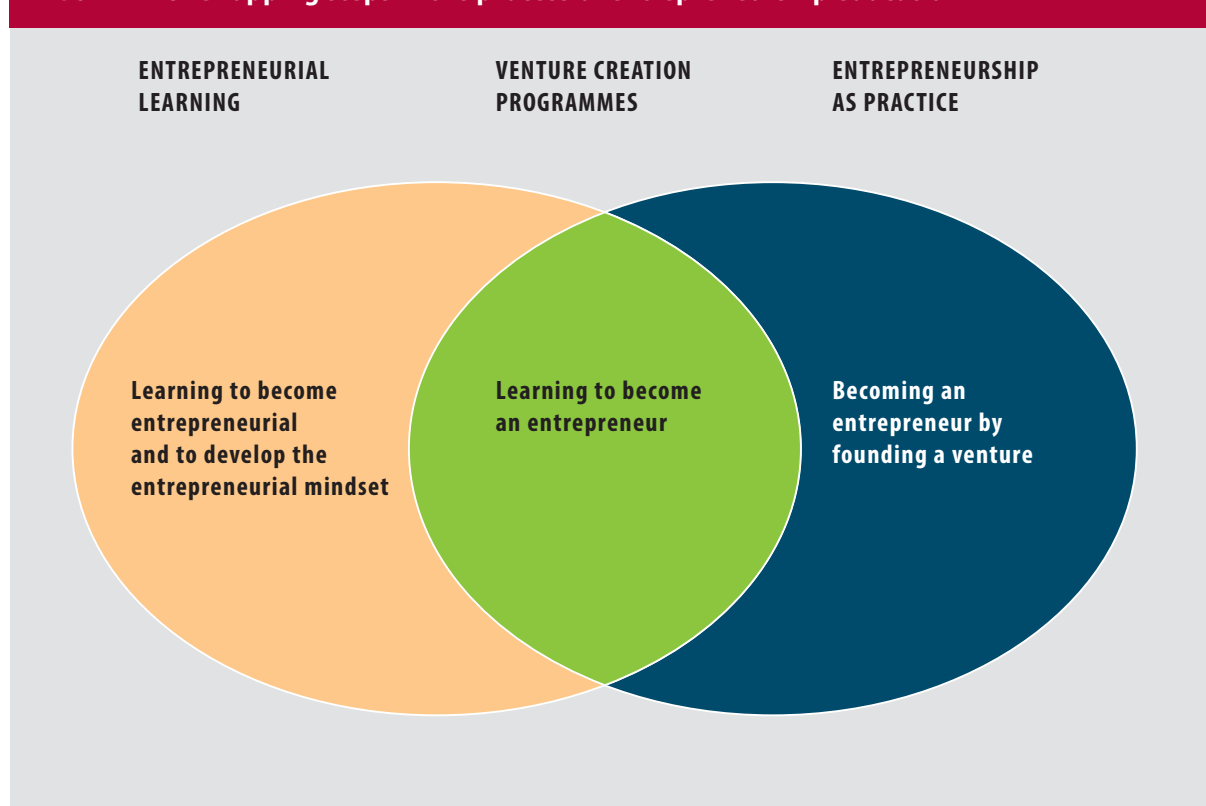 ENTREPRENEURIAL
LEARNING
VENTURE CREATION
PROGRAMMES
ENTREPRENEURSHIP
AS PRACTICE
Learning to become
entrepreneurial
and to develop the
entrepreneurial mindset
Learning to become
an entrepreneur
Becoming an
entrepreneur by
founding a venture